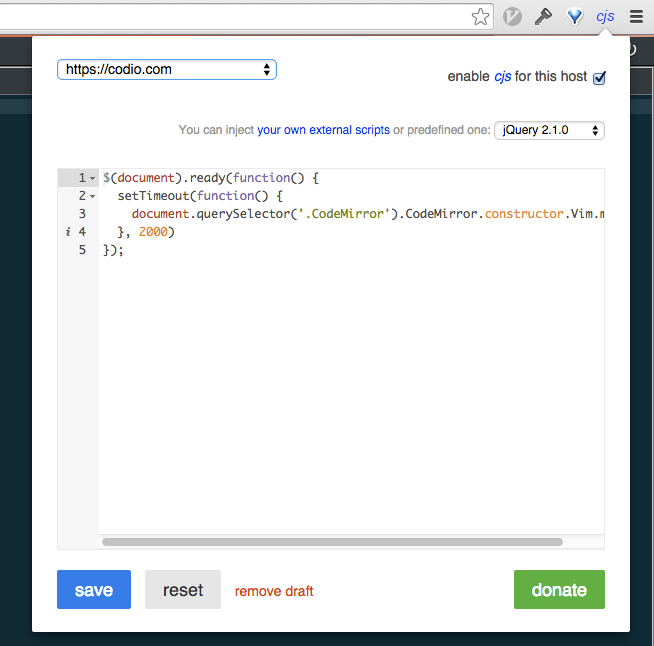 cjs
https://codio.com
enable cjs for this host
You can inject your own external scripts or predefined one: jQuery 2.1.0
1 $(document).ready(function() {
2 setTimeout(function() {
3 document.querySelector('.CodeMirror').CodeMirror.constructor.Vim.m
i 4 }, 2000)
5 });
save reset remove draft donate